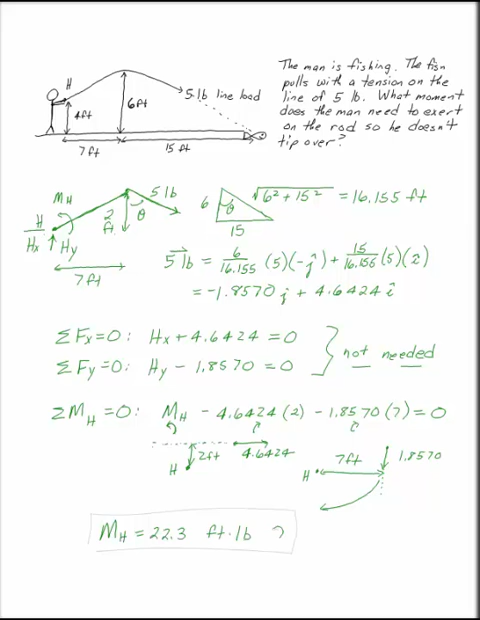 The man is fishing. The fish
pulls with a tension on the
line of 5 lb. What moment
does the man need to exert
on the rod so he doesn't
tip over?
H
5 lb line load
6ft
4ft
7 ft
15 ft
M_H
5 lb
2 ft
θ
H
Hx
Hy
7 ft
6
θ
15
√6² + 15² = 16.155 ft
5 lb = 6/16.155 (5)(-ĵ) + 15/16.155 (5)(î)
= -1.8570 ĵ + 4.6424 î
ΣFx=0: Hx + 4.6424 = 0
ΣFy=0: Hy - 1.8570 = 0
not needed
ΣM_H=0: M_H - 4.6424 (2) - 1.8570 (7) = 0
H
2ft
4.6424
H
7ft
1.8570
M_H = 22.3 ft·lb